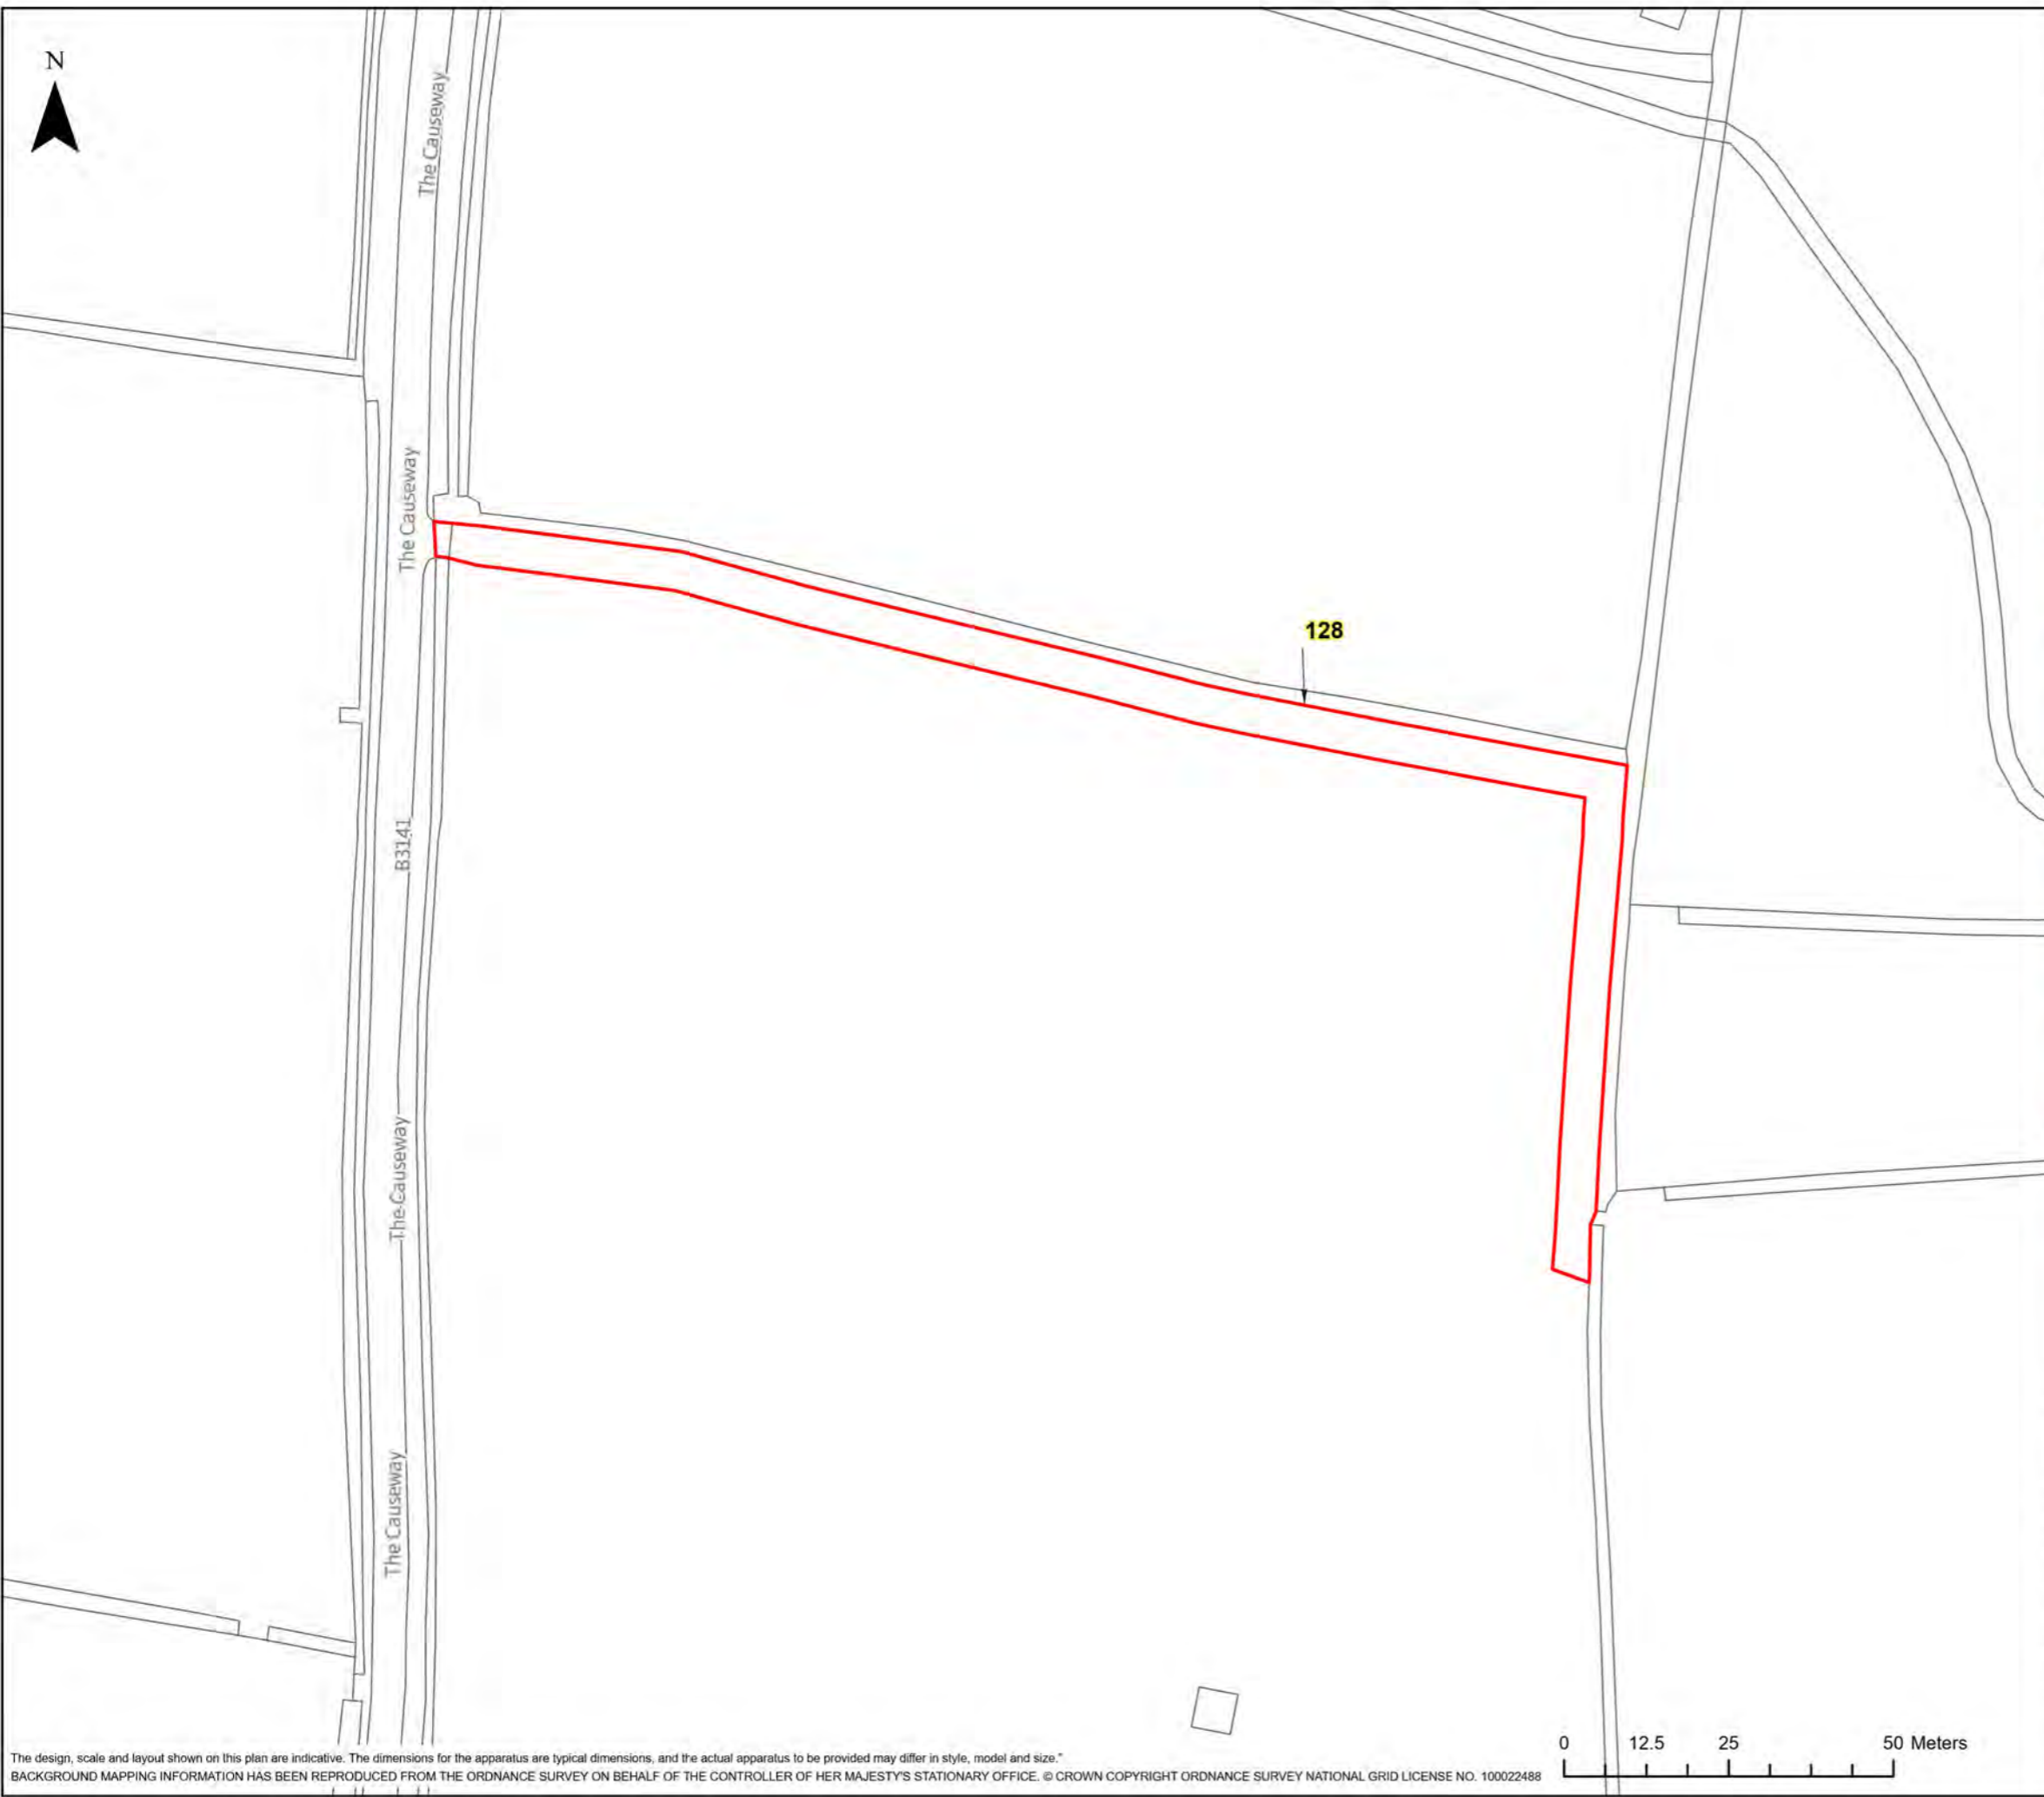 N
The Causeway
The Causeway
128
B3141
The Causeway
The Causeway
0 12.5 25 50 Meters
The design, scale and layout shown on this plan are indicative. The dimensions for the apparatus are typical dimensions, and the actual apparatus to be provided may differ in style, model and size."
BACKGROUND MAPPING INFORMATION HAS BEEN REPRODUCED FROM THE ORDNANCE SURVEY ON BEHALF OF THE CONTROLLER OF HER MAJESTY'S STATIONARY OFFICE. © CROWN COPYRIGHT ORDNANCE SURVEY NATIONAL GRID LICENSE NO. 100022488